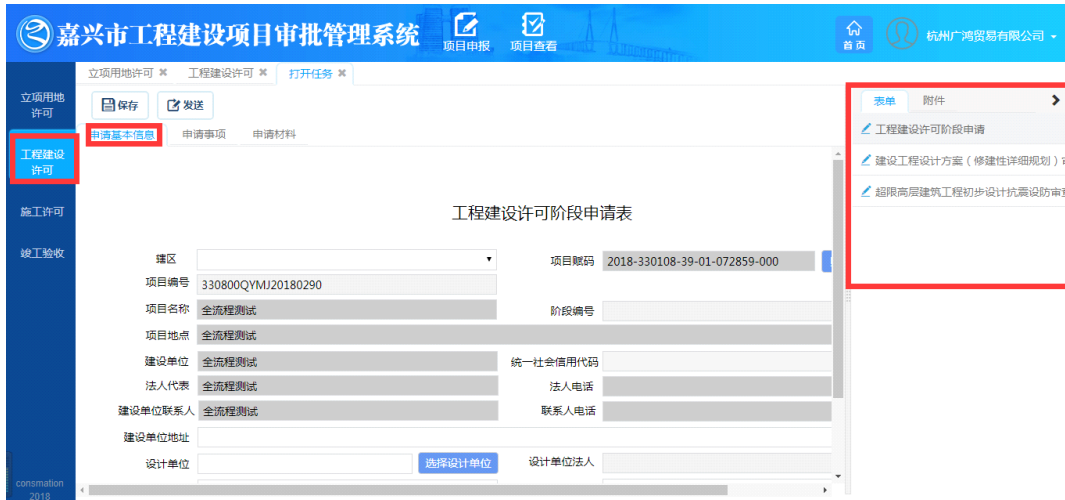 嘉兴市工程建设项目审批管理系统
项目申报
项目查看
首页
杭州广鸿贸易有限公司
立项用地许可
工程建设许可
打开任务
立项用地
许可
工程建设
许可
施工许可
竣工验收
consmation
2018
保存
发送
申请基本信息
申请事项
申请材料
工程建设许可阶段申请表
辖区
项目赋码 2018-330108-39-01-072859-000
项目编号 330800QYMJ20180290
项目名称 全流程测试
阶段编号
项目地点 全流程测试
建设单位 全流程测试
统一社会信用代码
法人代表 全流程测试
法人电话
建设单位联系人 全流程测试
联系人电话
建设单位地址
设计单位
选择设计单位
设计单位法人
表单
附件
工程建设许可阶段申请
建设工程设计方案（修建性详细规划）
超限高层建筑工程初步设计抗震设防审